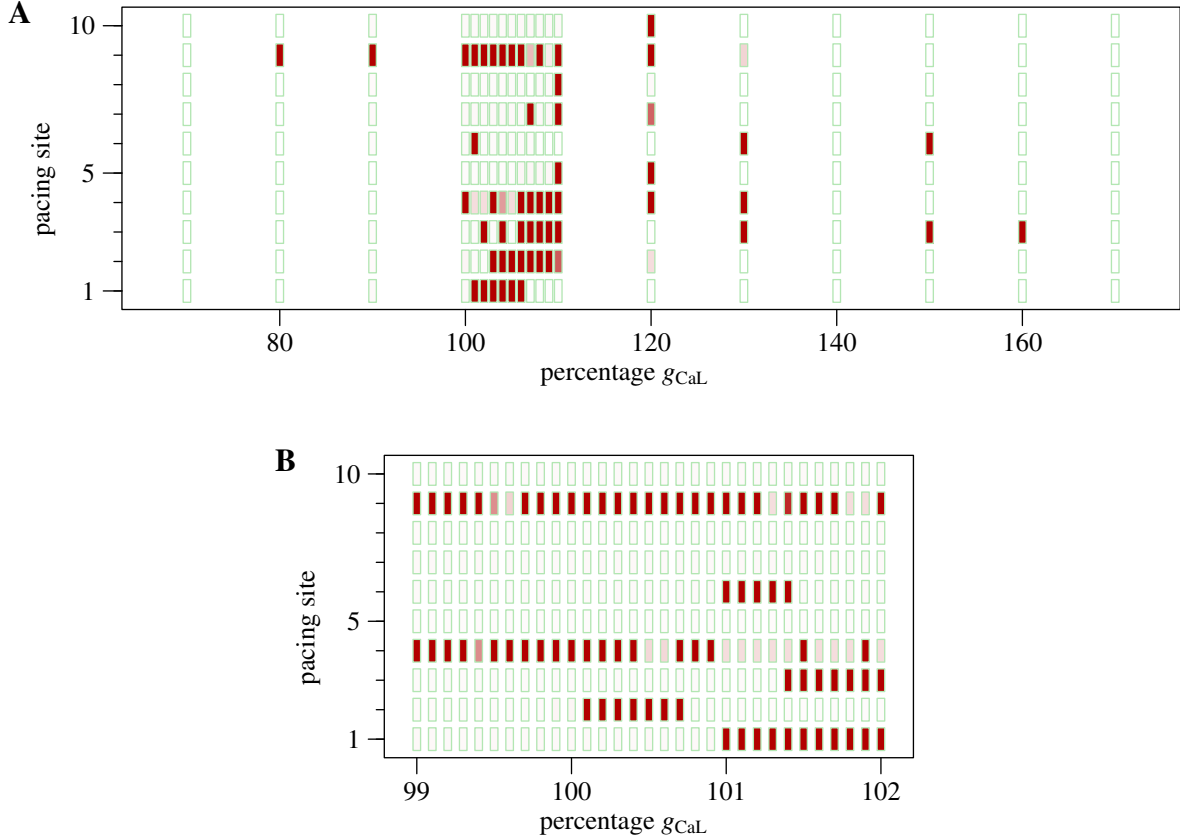 A
10
5
1
pacing site
80 100 120 140 160
percentage gCaL
B
10
5
1
pacing site
99 100 101 102
percentage gCaL